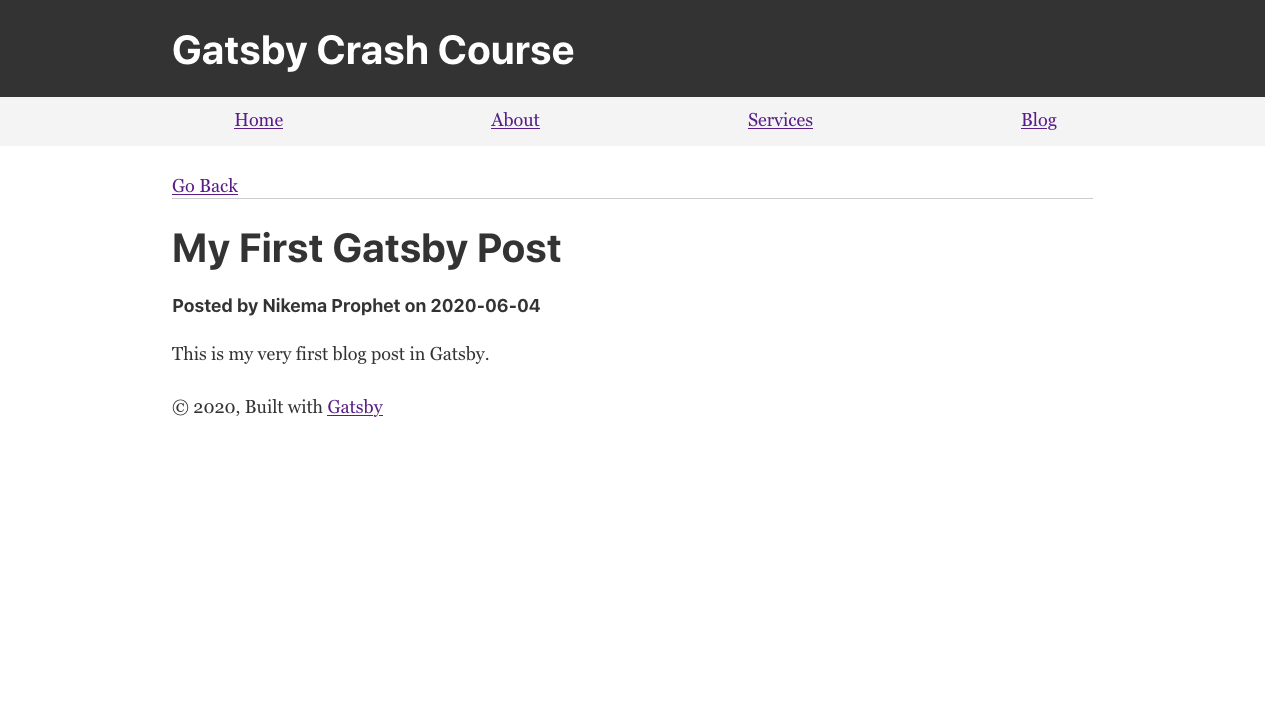 Gatsby Crash Course
Home About Services Blog
Go Back
My First Gatsby Post
Posted by Nikema Prophet on 2020-06-04
This is my very first blog post in Gatsby.
© 2020, Built with Gatsby